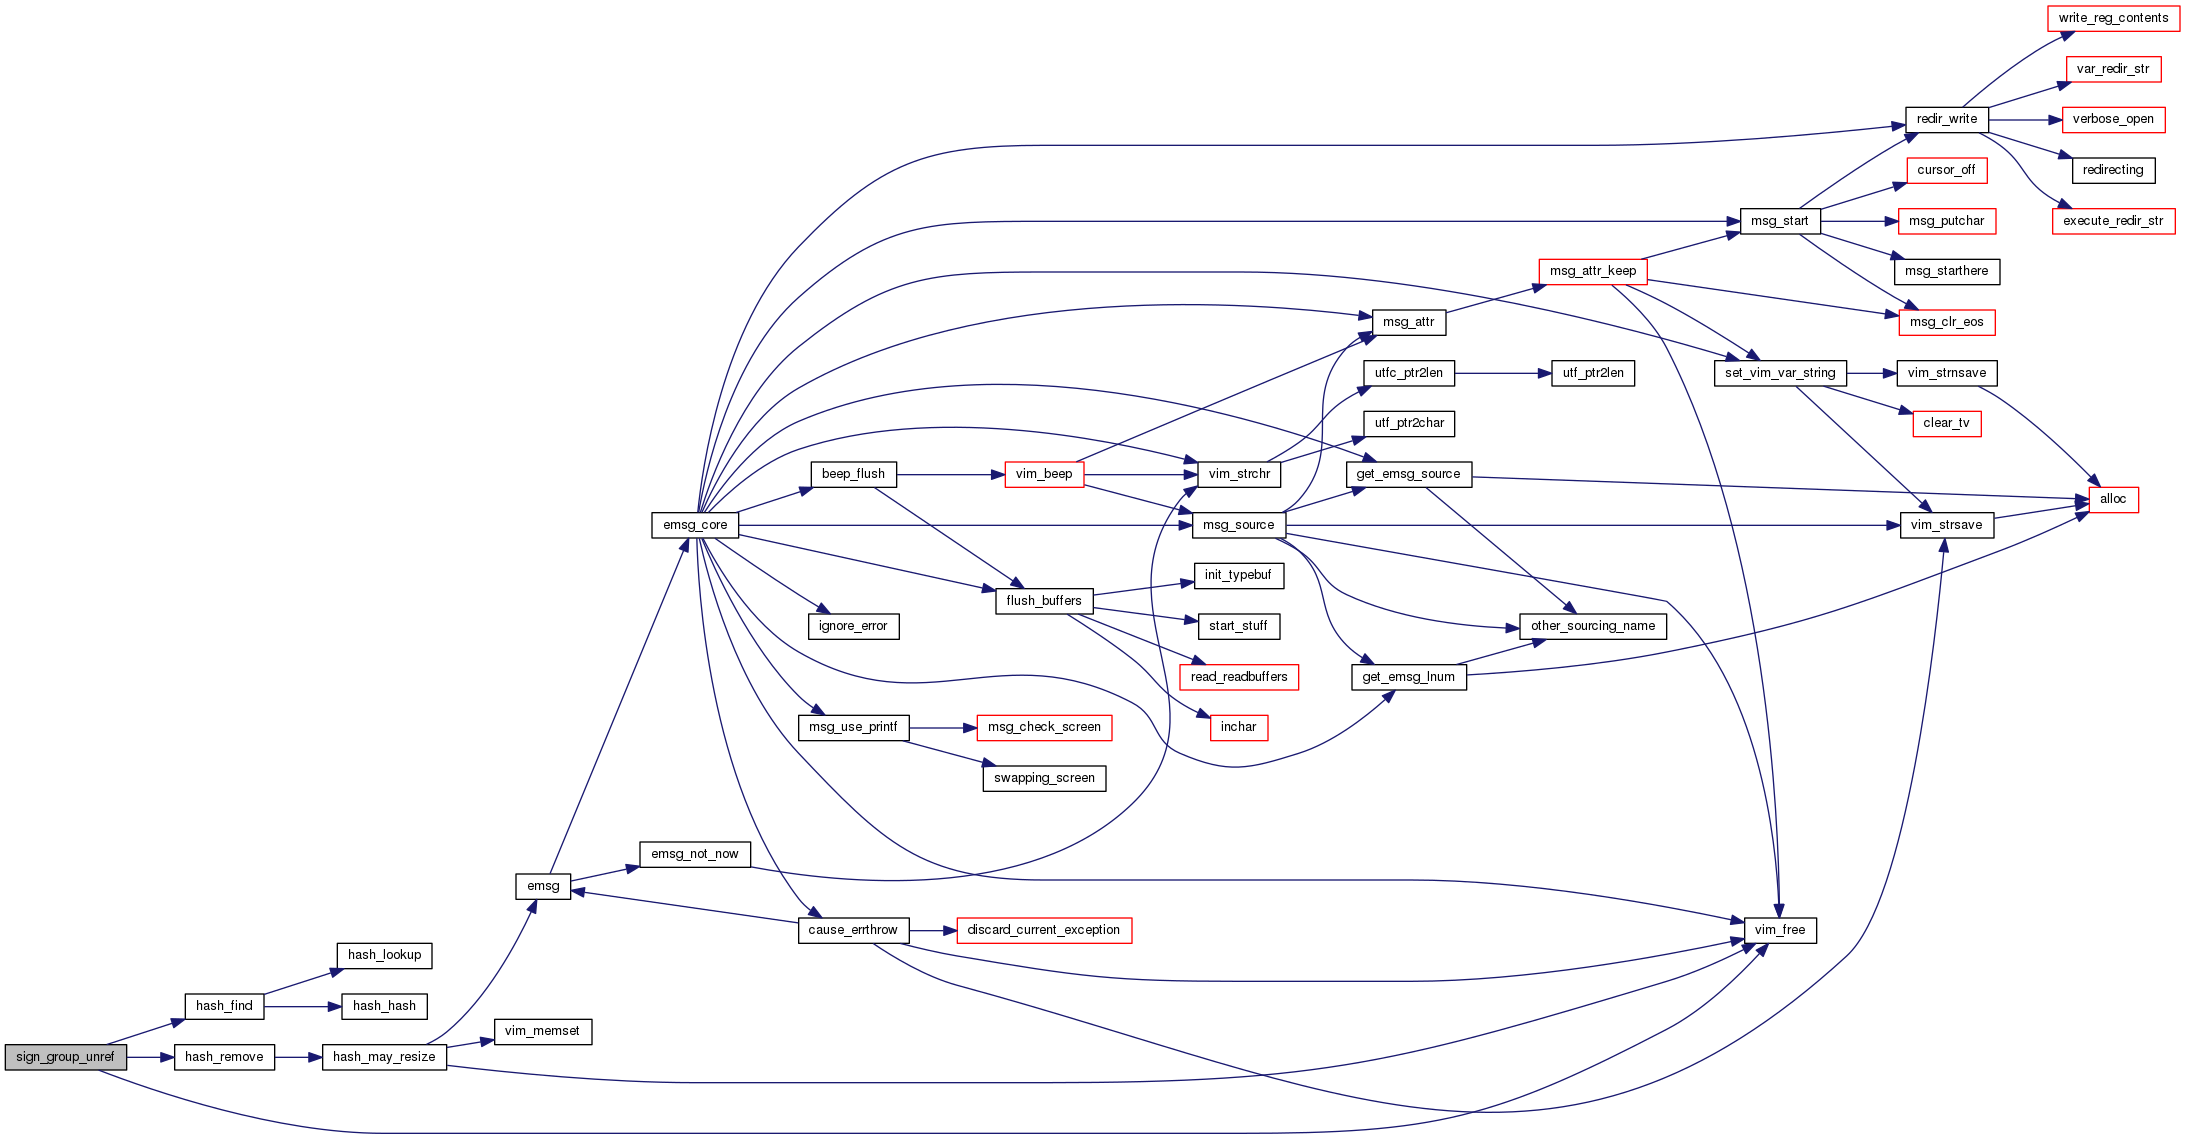 write_reg_contents
var_redir_str
redir_write
verbose_open
redirecting
cursor_off
msg_start
msg_putchar
execute_redir_str
msg_attr_keep
msg_starthere
msg_attr
msg_clr_eos
utfc_ptr2len
utf_ptr2len
set_vim_var_string
vim_strnsave
utf_ptr2char
clear_tv
beep_flush
vim_beep
vim_strchr
get_emsg_source
alloc
emsg_core
msg_source
vim_strsave
init_typebuf
flush_buffers
ignore_error
start_stuff
other_sourcing_name
read_readbuffers
get_emsg_lnum
msg_use_printf
msg_check_screen
inchar
swapping_screen
emsg_not_now
emsg
cause_errthrow
discard_current_exception
vim_free
hash_lookup
hash_find
hash_hash
vim_memset
sign_group_unref
hash_remove
hash_may_resize